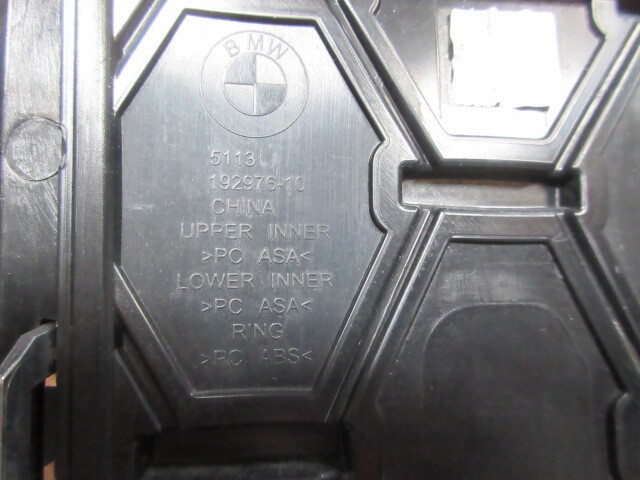 BMW
5113
192976-10
CHINA
UPPER INNER
>PC ASA<
LOWER INNER
>PC ASA<
RING
>PC ABS<